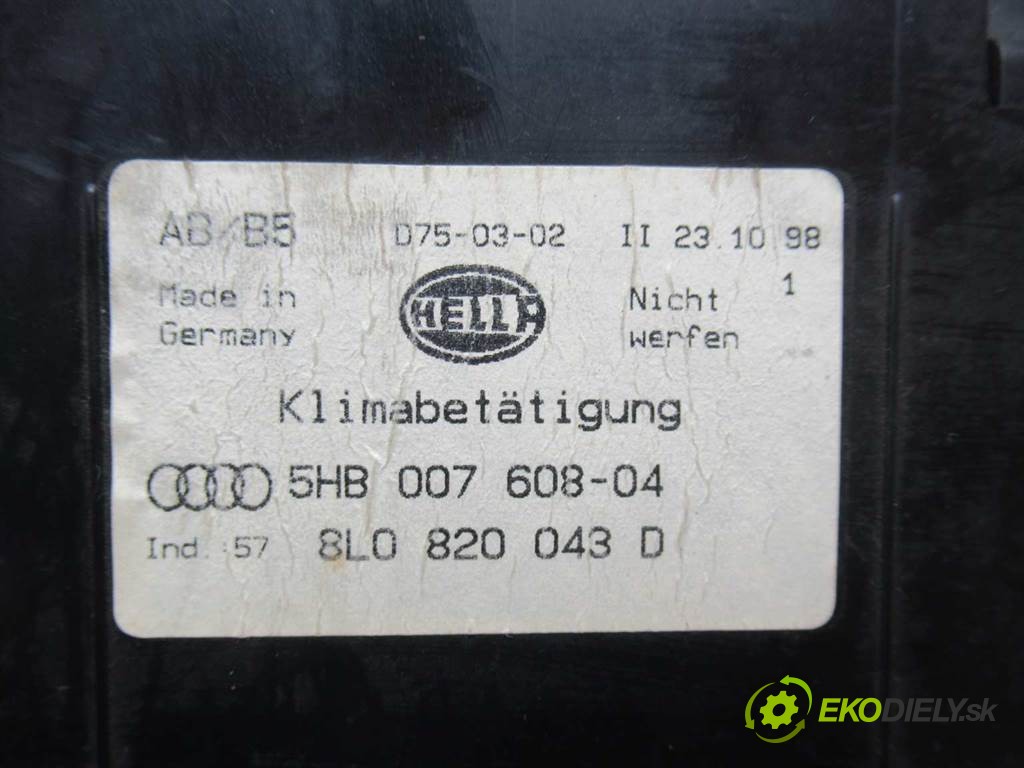 AB/B5 D75-03-02 II 23.10.98
Made in Germany
HELLA
Nicht werfen
1
Klimabetätigung
5HB 007 608-04
Ind.:57 8L0 820 043 D
EKODIELY.sk